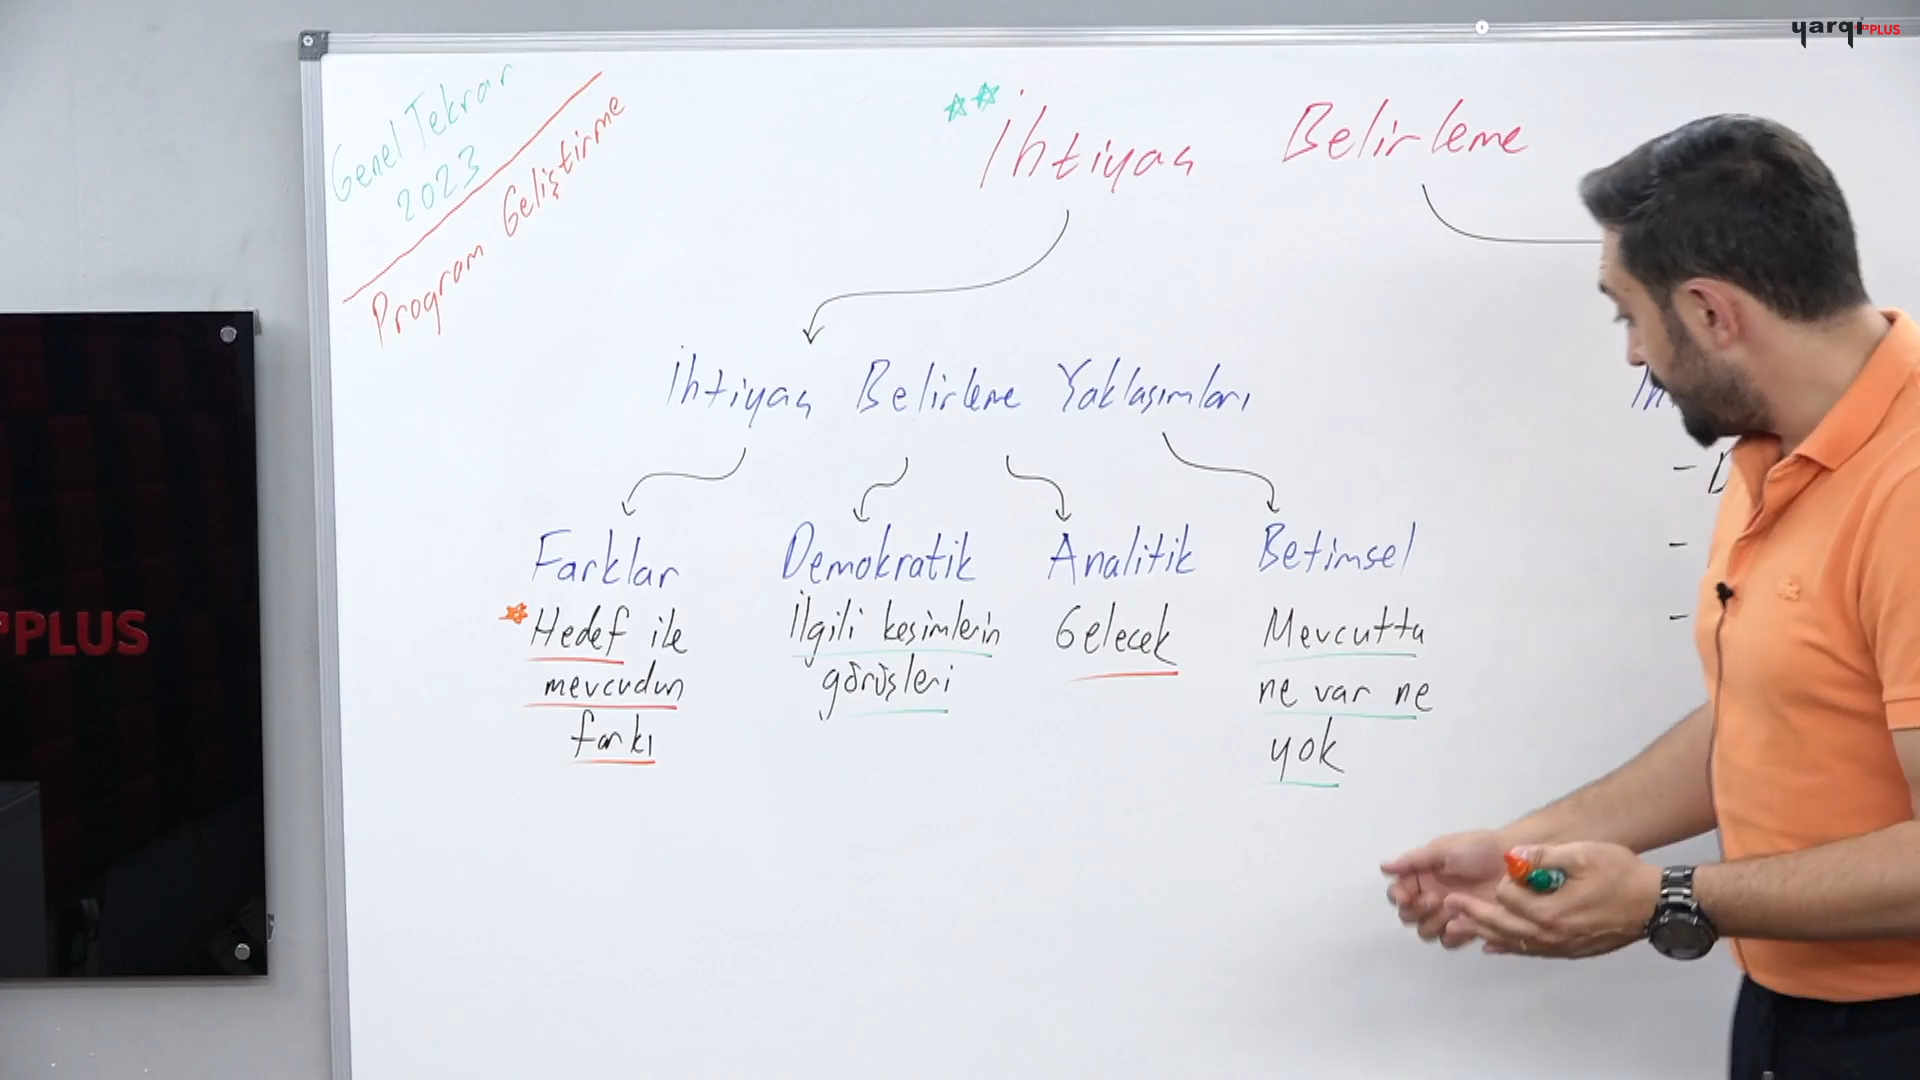 yargı PLUS
Genel Tekrar
2023
Program Geliştirme
İhtiyaç Belirleme
İhtiyaç Belirleme Yaklaşımları
Farklar
Hedef ile
mevcudun
farkı
Demokratik
İlgili kesimlerin
görüşleri
Analitik
Gelecek
Betimsel
Mevcutta
ne var ne
yok
PLUS